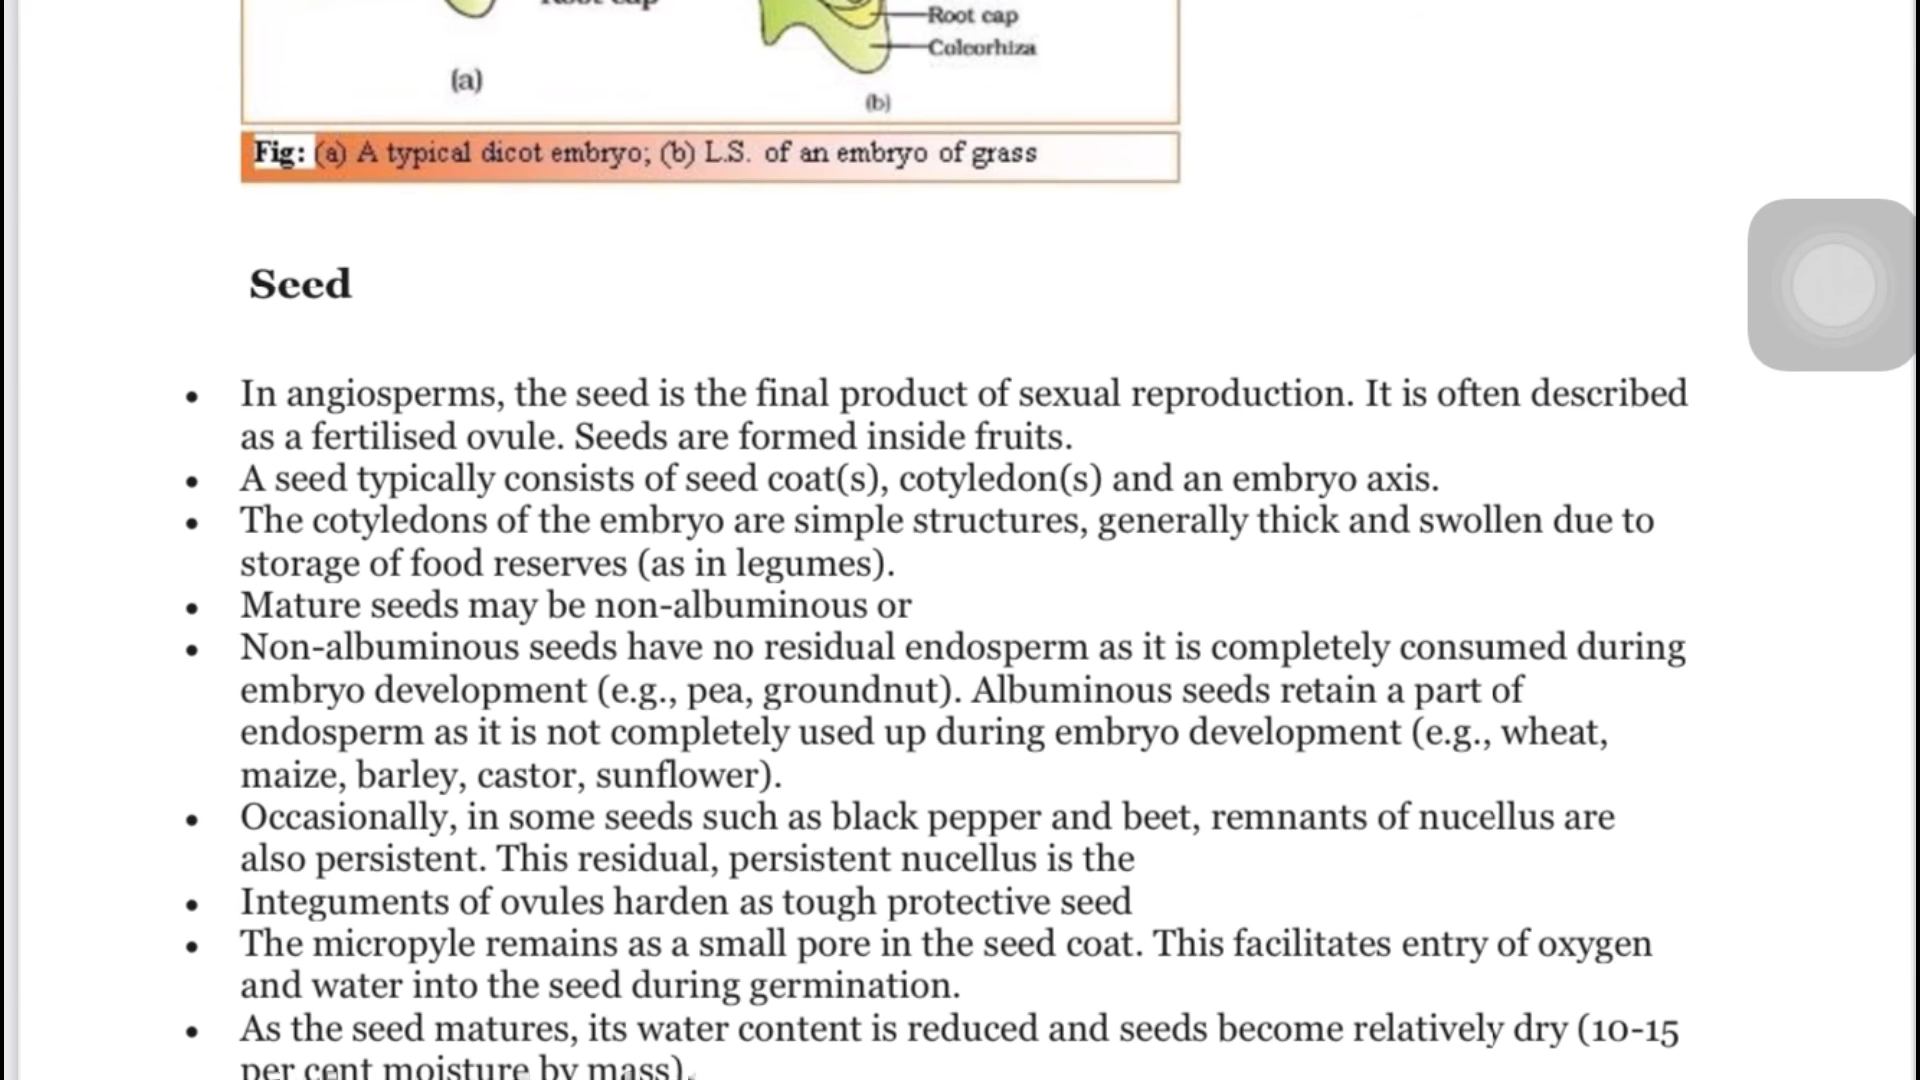 Root cap
Coleorhiza
(a)
(b)
Fig: (a) A typical dicot embryo; (b) L.S. of an embryo of grass
Seed
• In angiosperms, the seed is the final product of sexual reproduction. It is often described
as a fertilised ovule. Seeds are formed inside fruits.
• A seed typically consists of seed coat(s), cotyledon(s) and an embryo axis.
• The cotyledons of the embryo are simple structures, generally thick and swollen due to
storage of food reserves (as in legumes).
• Mature seeds may be non-albuminous or
• Non-albuminous seeds have no residual endosperm as it is completely consumed during
embryo development (e.g., pea, groundnut). Albuminous seeds retain a part of
endosperm as it is not completely used up during embryo development (e.g., wheat,
maize, barley, castor, sunflower).
• Occasionally, in some seeds such as black pepper and beet, remnants of nucellus are
also persistent. This residual, persistent nucellus is the
• Integuments of ovules harden as tough protective seed
• The micropyle remains as a small pore in the seed coat. This facilitates entry of oxygen
and water into the seed during germination.
• As the seed matures, its water content is reduced and seeds become relatively dry (10-15
per cent moisture by mass).